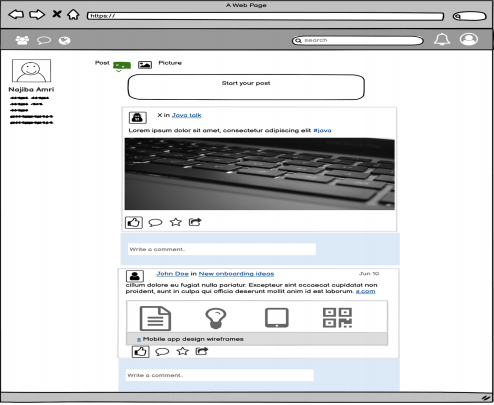 A Web Page
https://
search
Najiba Amri
Post
Picture
Start your post
X in Java talk
Lorem ipsum dolor sit amet, consectetur adipiscing elit #java
Write a comment..
John Doe in New onboarding ideas
Jun 10
cillum dolore eu fugiat nulla pariatur. Excepteur sint occaecat cupidatat non
proident, sunt in culpa qui officia deserunt mollit anim id est laborum. a.com
a Mobile app design wireframes
Write a comment..